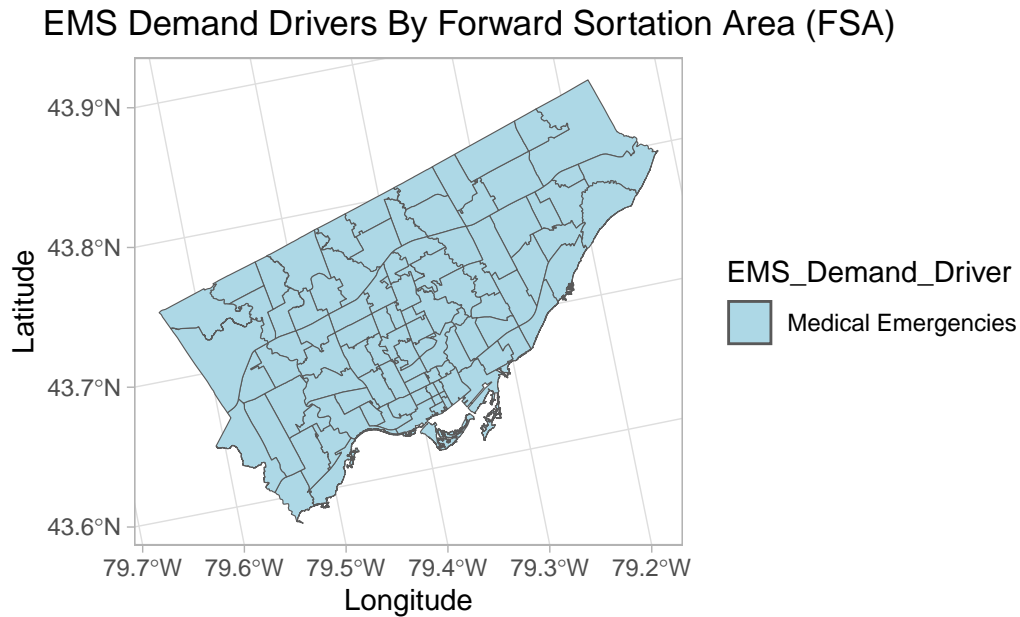 EMS Demand Drivers By Forward Sortation Area (FSA)
43.9°N
43.8°N
43.7°N
43.6°N
Latitude
79.7°W 79.6°W 79.5°W 79.4°W 79.3°W 79.2°W
Longitude
EMS_Demand_Driver
Medical Emergencies